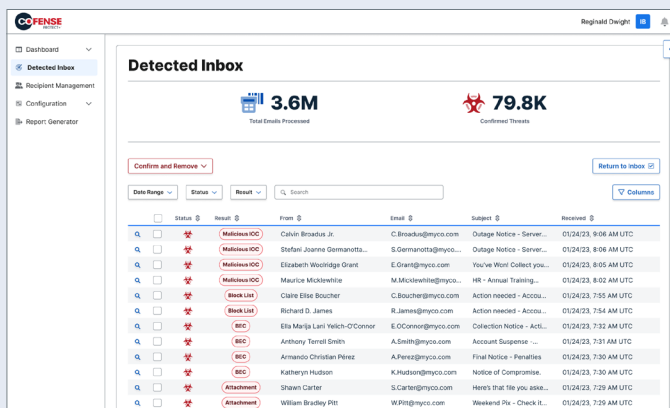 COFENSE
PROTECT+
Reginald Dwight
IB
Dashboard
Detected Inbox
Recipient Management
Configuration
Report Generator
Detected Inbox
3.6M
Total Emails Processed
79.8K
Confirmed Threats
Confirm and Remove
Return to Inbox
Date Range
Status
Result
Search
Columns
Status Result From Email Subject Received
Malicious IOC Calvin Broadus Jr. C.Broadus@myco.com Outage Notice - Server... 01/24/23, 9:06 AM UTC
Malicious IOC Stefani Joanne Germanotta... S.Germanotta@myco.... Outage Notice - Server... 01/24/23, 8:06 AM UTC
Malicious IOC Elizabeth Woolridge Grant E.Grant@myco.com You've Won! Collect you... 01/24/23, 8:05 AM UTC
Malicious IOC Maurice Micklewhite M.Micklewhite@myco... HR - Annual Training... 01/24/23, 8:02 AM UTC
Block List Claire Elise Boucher C.Boucher@myco.com Action needed - Accou... 01/24/23, 7:55 AM UTC
Block List Richard D. James R.James@myco.com Action needed - Accou... 01/24/23, 7:54 AM UTC
BEC Ella Marija Lani Yelich-O'Connor E.OConnor@myco.com Collection Notice - Acti... 01/24/23, 7:32 AM UTC
BEC Anthony Terrell Smith A.Smith@myco.com Account Suspense -... 01/24/23, 7:31 AM UTC
BEC Armando Christian Pérez A.Perez@myco.com Final Notice - Penalties 01/24/23, 7:30 AM UTC
BEC Katheryn Hudson K.Hudson@myco.com Notice of Compromise. 01/24/23, 7:30 AM UTC
Attachment Shawn Carter S.Carter@myco.com Here's that file you aske... 01/24/23, 7:29 AM UTC
Attachment William Bradley Pitt W.Pitt@myco.com Weekend Pix - Check it... 01/24/23, 7:29 AM UTC